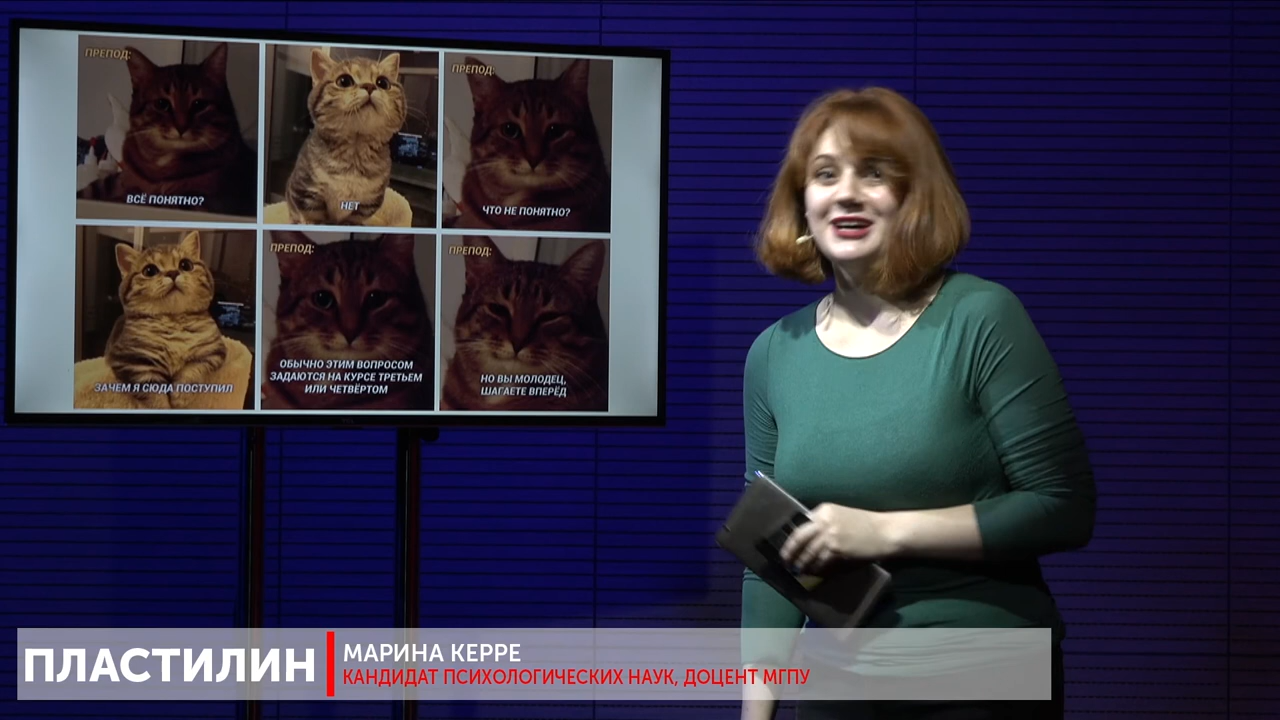 ПРЕПОД:
ВСЁ ПОНЯТНО?
НЕТ
ПРЕПОД:
ЧТО НЕ ПОНЯТНО?
ЗАЧЕМ Я СЮДА ПОСТУПИЛ
ПРЕПОД:
ОБЫЧНО ЭТИМ ВОПРОСОМ
ЗАДАЮТСЯ НА КУРСЕ ТРЕТЬЕМ
ИЛИ ЧЕТВЁРТОМ
ПРЕПОД:
НО ВЫ МОЛОДЕЦ,
ШАГАЕТЕ ВПЕРЁД
ПЛАСТИЛИН
МАРИНА КЕРРЕ
КАНДИДАТ ПСИХОЛОГИЧЕСКИХ НАУК, ДОЦЕНТ МГПУ